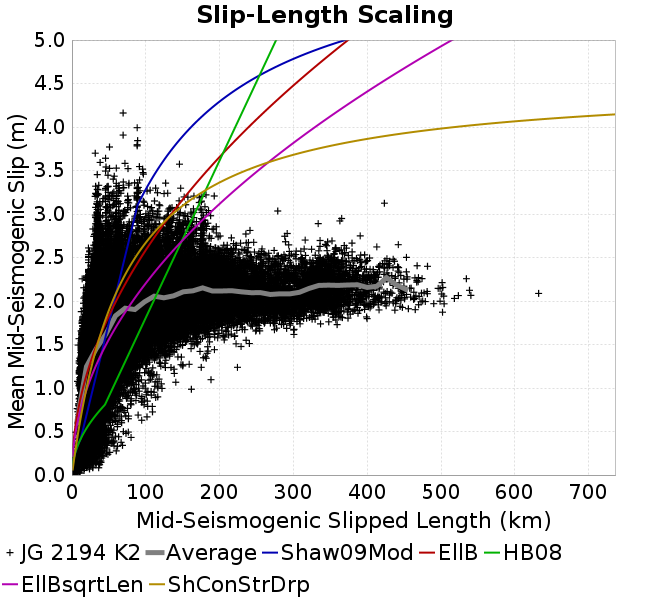 Slip-Length Scaling
Mean Mid-Seismogenic Slip (m)
5.0
4.5
4.0
3.5
3.0
2.5
2.0
1.5
1.0
0.5
0.0
0 100 200 300 400 500 600 700
Mid-Seismogenic Slipped Length (km)
JG 2194 K2 Average Shaw09Mod EllB HB08
EllBsqrtLen ShConStrDrp